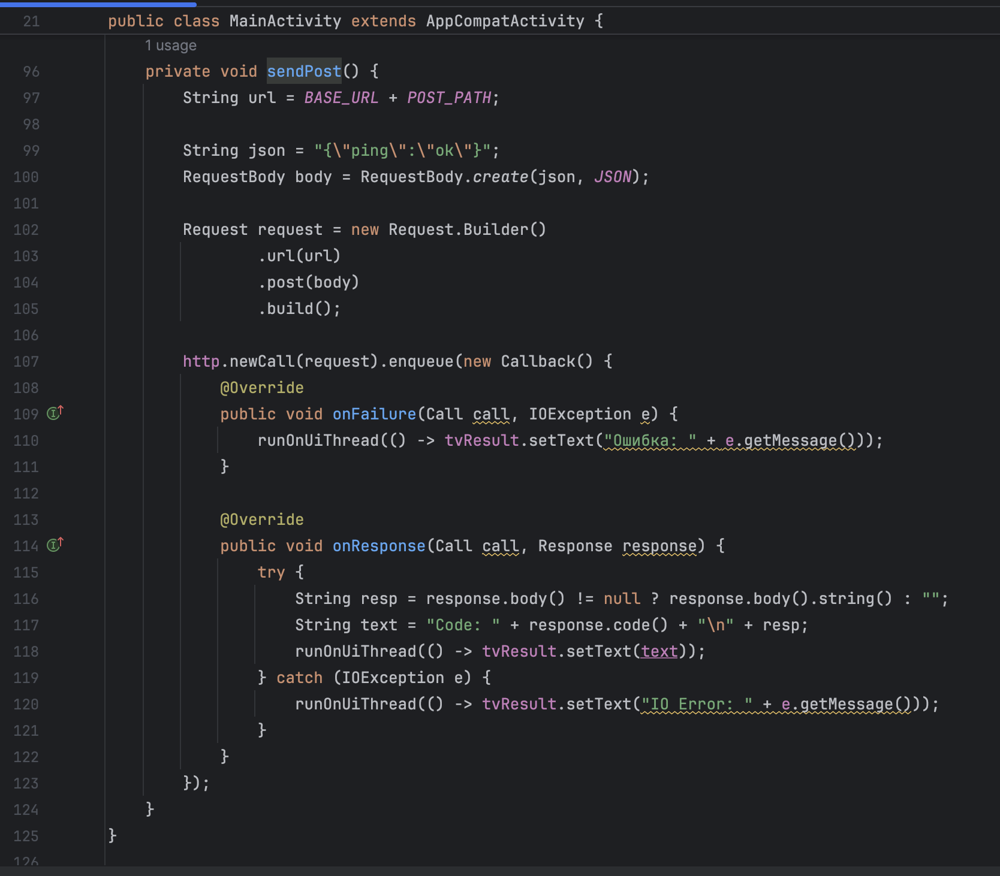 21 public class MainActivity extends AppCompatActivity {
1 usage
96 private void sendPost() {
97 String url = BASE_URL + POST_PATH;
98
99 String json = "{\"ping\":\"ok\"}";
100 RequestBody body = RequestBody.create(json, JSON);
101
102 Request request = new Request.Builder()
103 .url(url)
104 .post(body)
105 .build();
106
107 http.newCall(request).enqueue(new Callback() {
108 @Override
109 public void onFailure(Call call, IOException e) {
110 runOnUiThread(() -> tvResult.setText("Ошибка: " + e.getMessage()));
111 }
112
113 @Override
114 public void onResponse(Call call, Response response) {
115 try {
116 String resp = response.body() != null ? response.body().string() : "";
117 String text = "Code: " + response.code() + "\n" + resp;
118 runOnUiThread(() -> tvResult.setText(text));
119 } catch (IOException e) {
120 runOnUiThread(() -> tvResult.setText("IO Error: " + e.getMessage()));
121 }
122 }
123 });
124 }
125 }
126